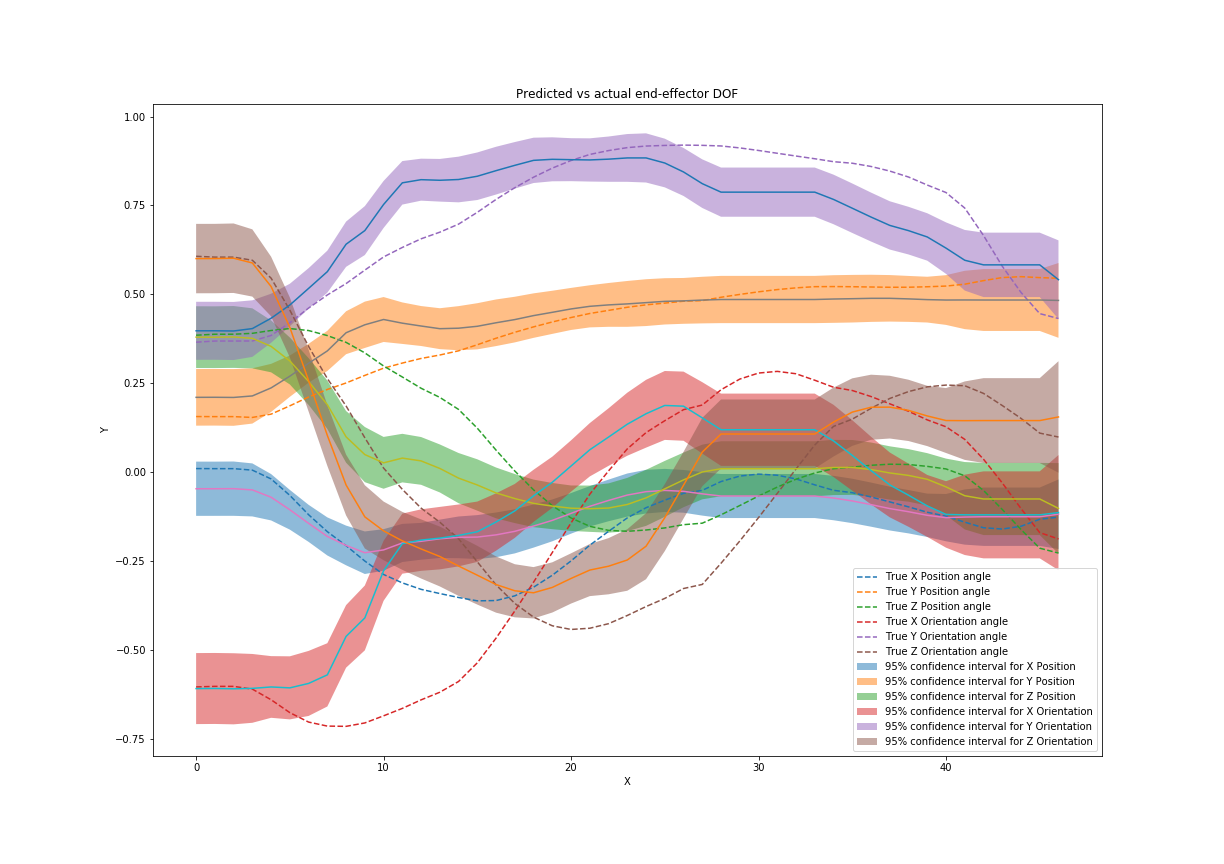 Predicted vs actual end-effector DOF
1.00
0.75
0.50
0.25
0.00
−0.25
−0.50
−0.75
Y
0 10 20 30 40
X
True X Position angle
True Y Position angle
True Z Position angle
True X Orientation angle
True Y Orientation angle
True Z Orientation angle
95% confidence interval for X Position
95% confidence interval for Y Position
95% confidence interval for Z Position
95% confidence interval for X Orientation
95% confidence interval for Y Orientation
95% confidence interval for Z Orientation